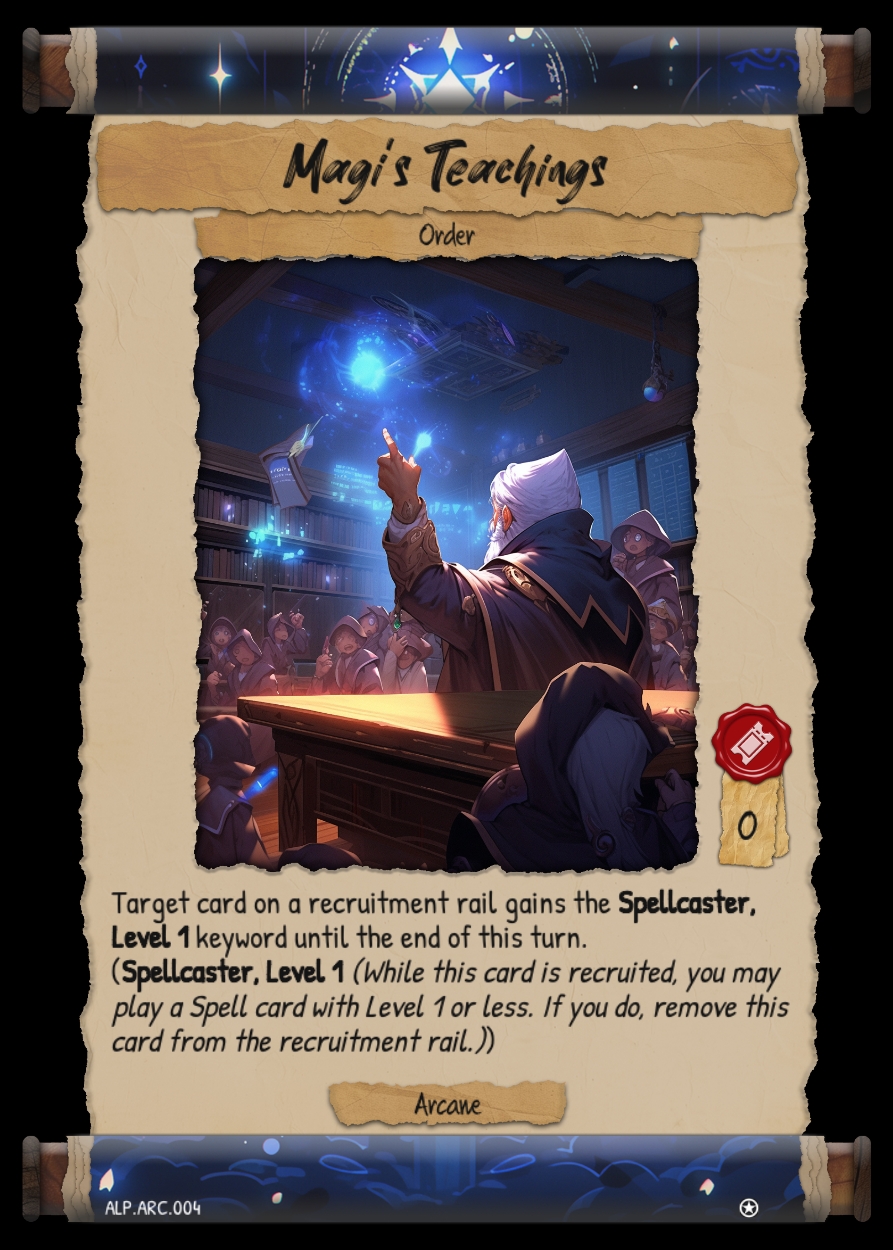 Magi's Teachings
Order
0
Target card on a recruitment rail gains the Spellcaster,
Level 1 keyword until the end of this turn.
(Spellcaster, Level 1 (While this card is recruited, you may
play a Spell card with Level 1 or less. If you do, remove this
card from the recruitment rail.))
Arcane
ALP.ARC.004